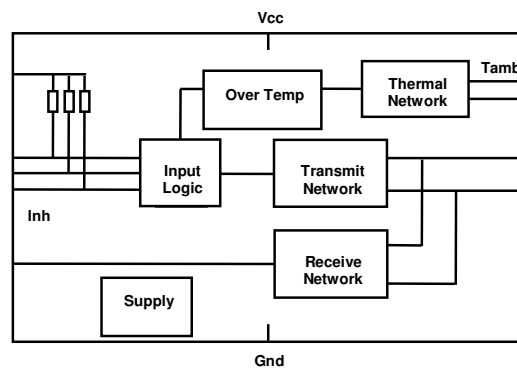 Vcc
Over Temp
Thermal
Network
Tamb
Input
Logic
Transmit
Network
Inh
Receive
Network
Supply
Gnd